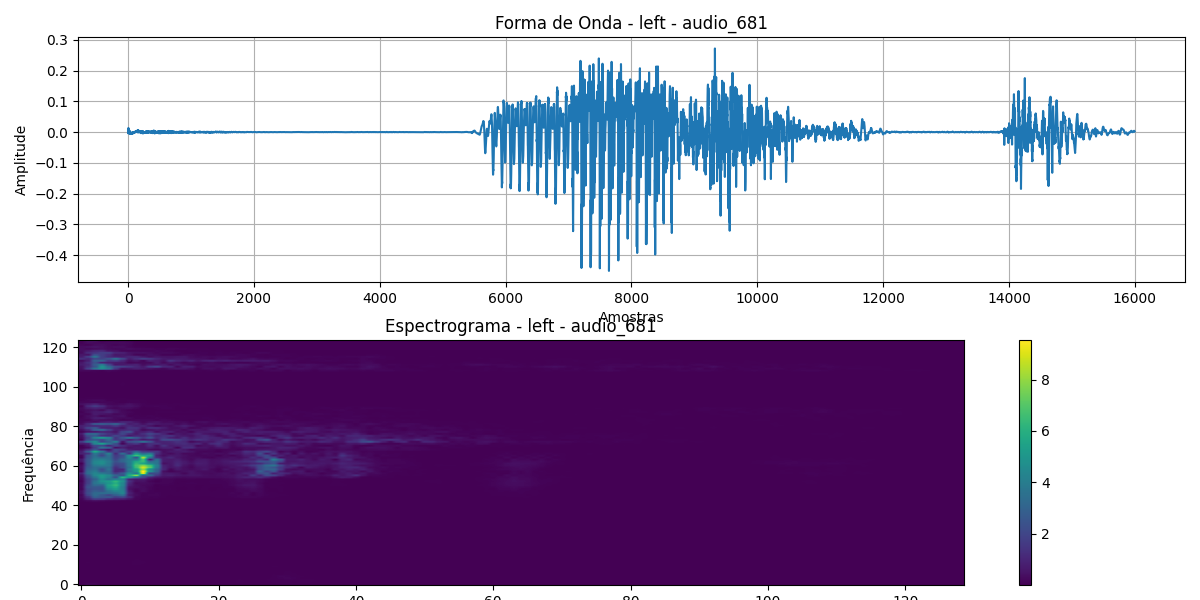 Forma de Onda - left - audio_681
0.3
0.2
0.1
0.0
−0.1
−0.2
−0.3
−0.4
Amplitude
0 2000 4000 6000 8000 10000 12000 14000 16000
Amostras
Espectrograma - left - audio_681
120
100
80
60
40
20
0
Frequência
0 20 40 60 80 100 120
8
6
4
2